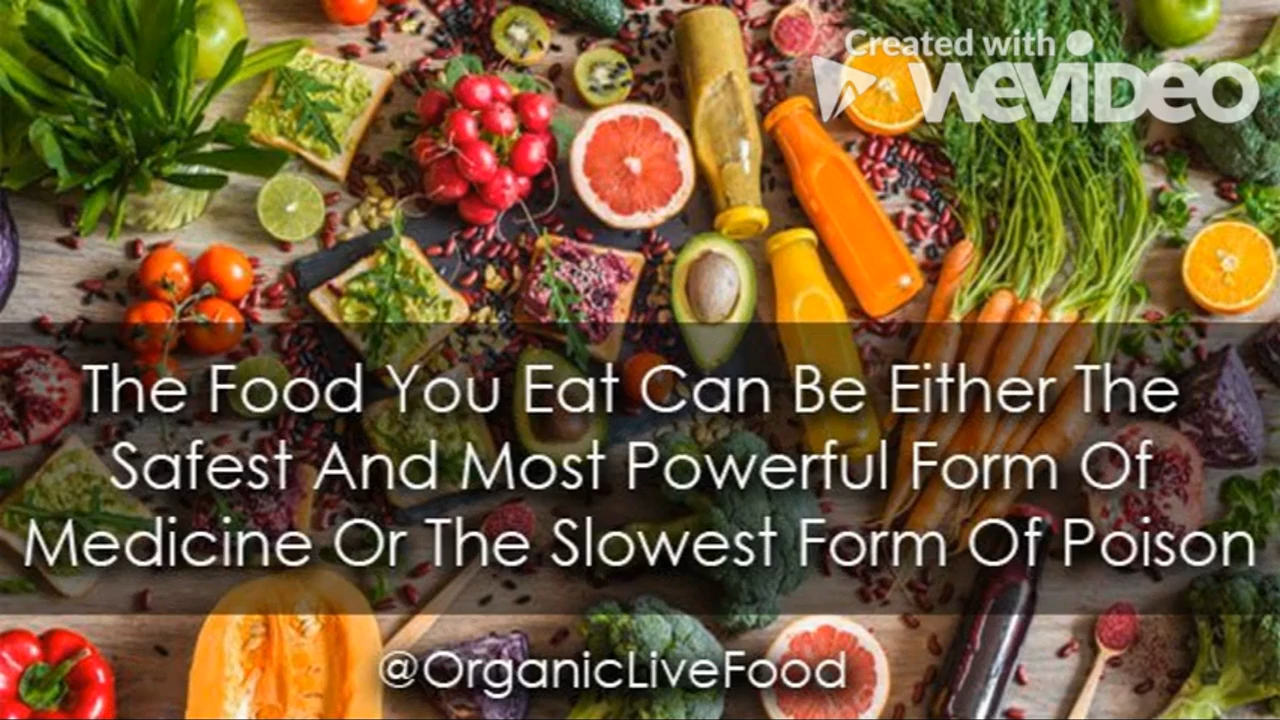 Created with
WeVideo
The Food You Eat Can Be Either The
Safest And Most Powerful Form Of
Medicine Or The Slowest Form Of Poison
@OrganicLiveFood